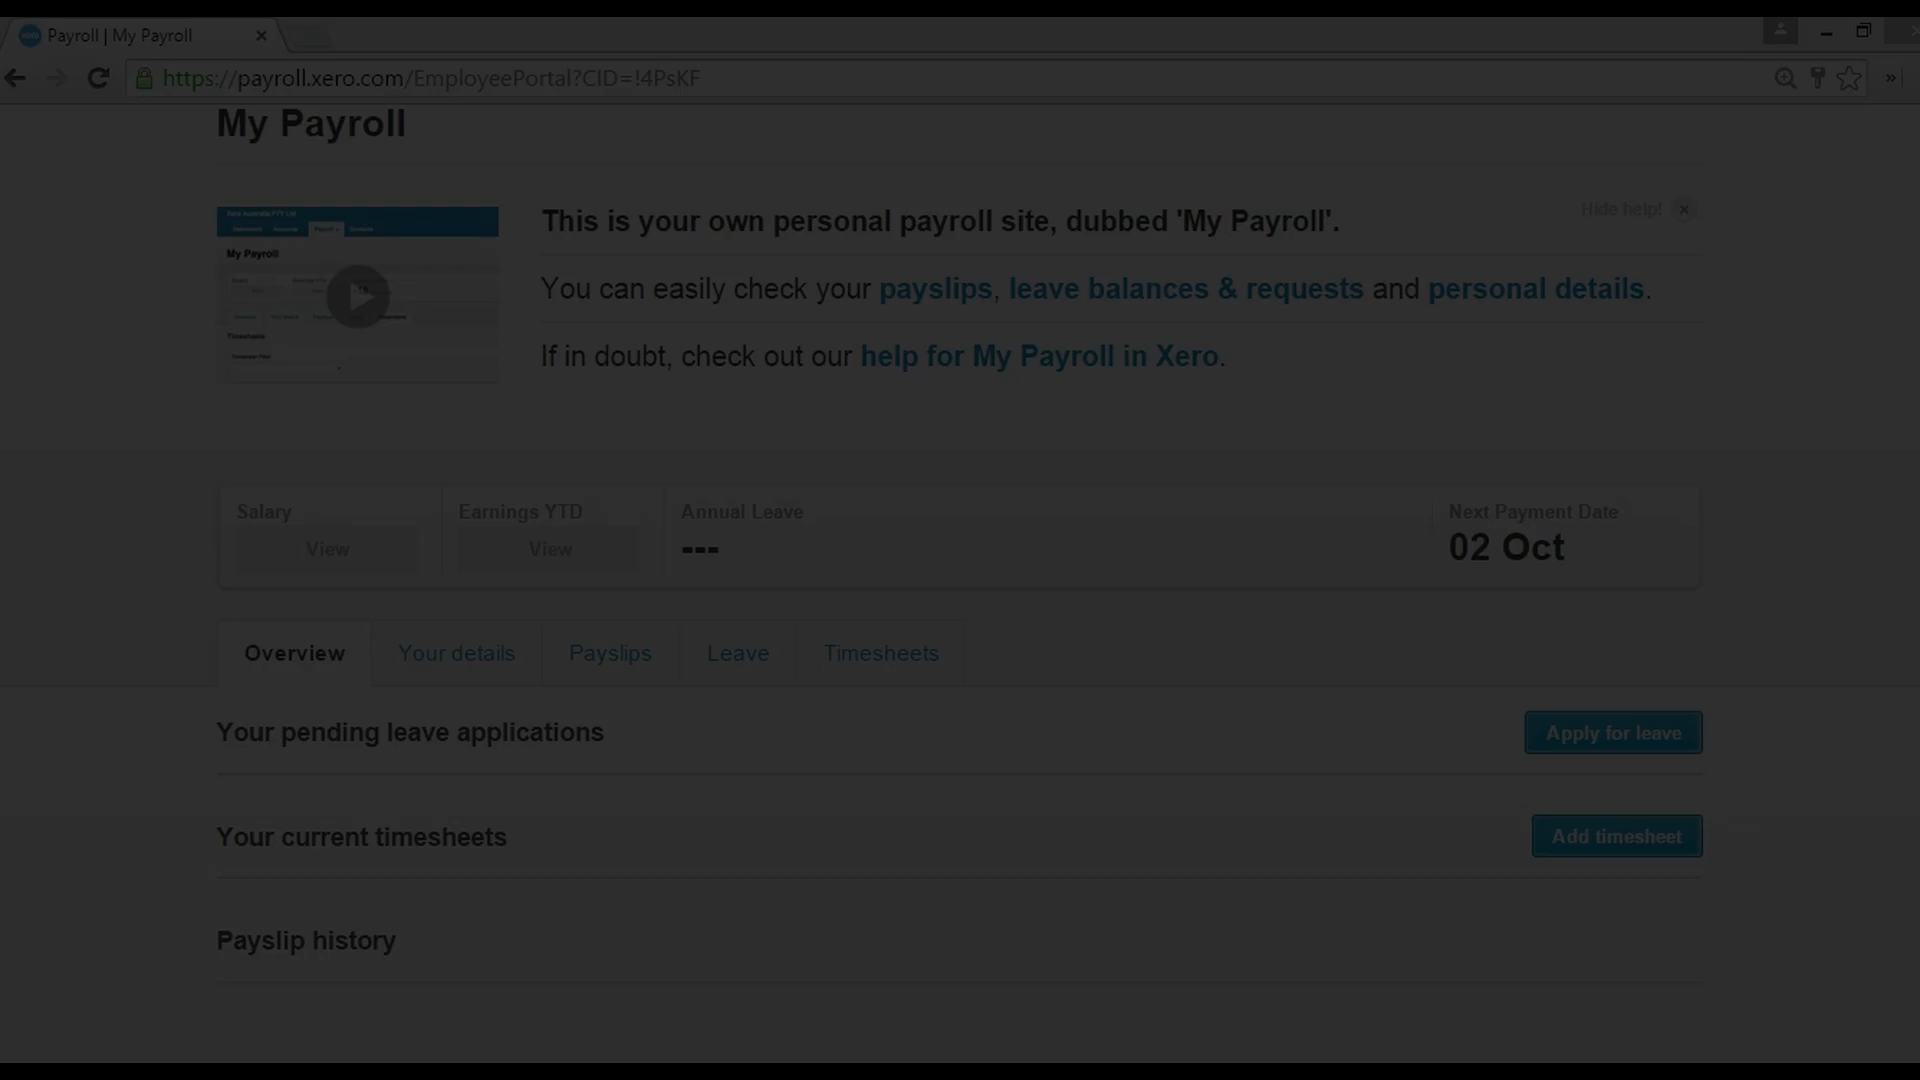 Payroll | My Payroll
https://payroll.xero.com/EmployeePortal?CID=!4PsKF
My Payroll
Hide help!
This is your own personal payroll site, dubbed 'My Payroll'.
My Payroll
You can easily check your payslips, leave balances & requests and personal details.
Timesheets
If in doubt, check out our help for My Payroll in Xero.
Salary
Earnings YTD
Annual Leave
Next Payment Date
View
View
---
02 Oct
Overview
Your details
Payslips
Leave
Timesheets
Your pending leave applications
Apply for leave
Your current timesheets
Add timesheet
Payslip history